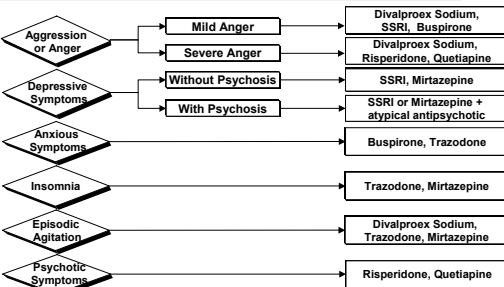 Aggression
or Anger
Mild Anger
Divalproex Sodium,
SSRI, Buspirone
Severe Anger
Divalproex Sodium,
Risperidone, Quetiapine
Depressive
Symptoms
Without Psychosis
SSRI, Mirtazepine
With Psychosis
SSRI or Mirtazepine +
atypical antipsychotic
Anxious
Symptoms
Buspirone, Trazodone
Insomnia
Trazodone, Mirtazepine
Episodic
Agitation
Divalproex Sodium,
Trazodone, Mirtazepine
Psychotic
Symptoms
Risperidone, Quetiapine